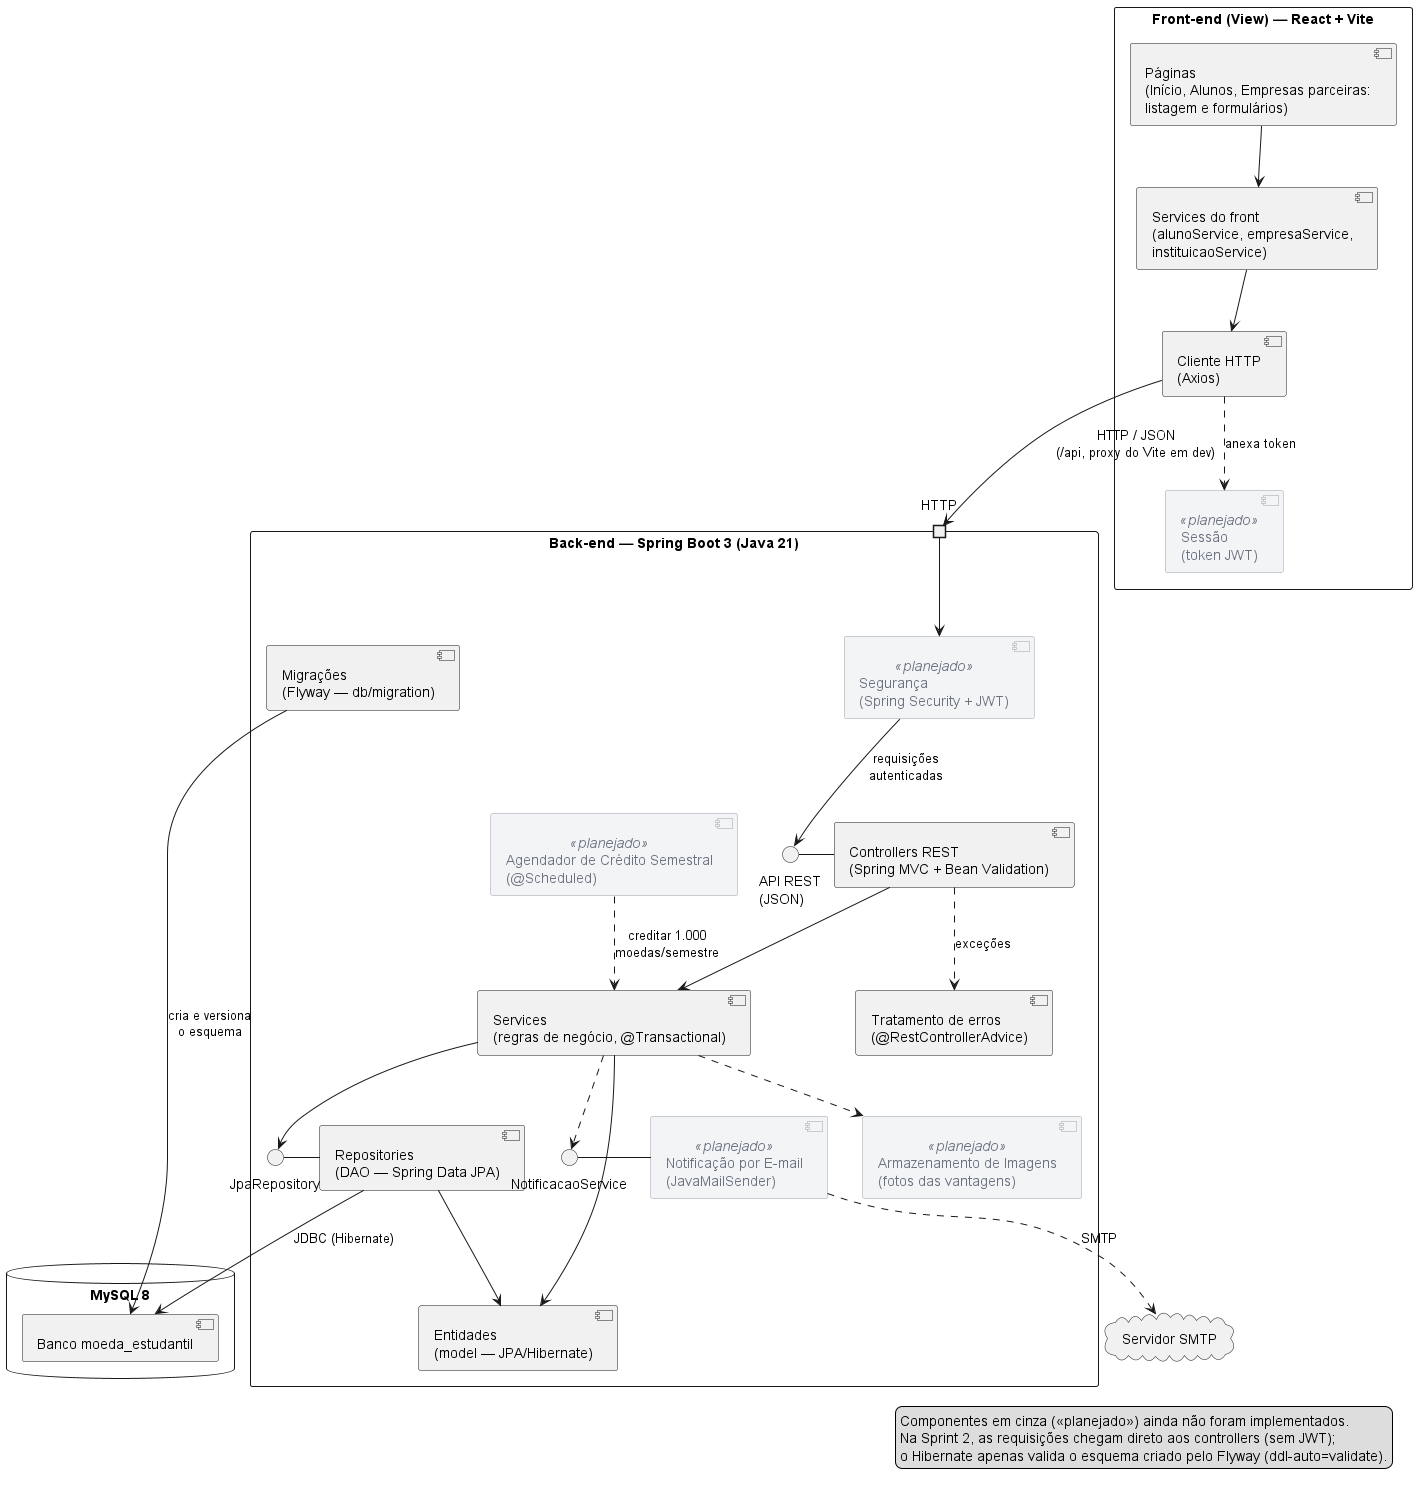 Front-end (View) — React + Vite
Páginas
(Início, Alunos, Empresas parceiras:
listagem e formulários)
Services do front
(alunoService, empresaService,
instituicaoService)
Cliente HTTP
(Axios)
HTTP / JSON
(/api, proxy do Vite em dev)
anexa token
«planejado»
Sessão
(token JWT)
HTTP
Back-end — Spring Boot 3 (Java 21)
Migrações
(Flyway — db/migration)
«planejado»
Segurança
(Spring Security + JWT)
requisições
autenticadas
«planejado»
Agendador de Crédito Semestral
(@Scheduled)
API REST
(JSON)
Controllers REST
(Spring MVC + Bean Validation)
creditar 1.000
moedas/semestre
exceções
cria e versiona
o esquema
Services
(regras de negócio, @Transactional)
Tratamento de erros
(@RestControllerAdvice)
JpaRepository
Repositories
(DAO — Spring Data JPA)
NotificacaoService
«planejado»
Notificação por E-mail
(JavaMailSender)
«planejado»
Armazenamento de Imagens
(fotos das vantagens)
JDBC (Hibernate)
SMTP
MySQL 8
Banco moeda_estudantil
Entidades
(model — JPA/Hibernate)
Servidor SMTP
Componentes em cinza («planejado») ainda não foram implementados.
Na Sprint 2, as requisições chegam direto aos controllers (sem JWT);
o Hibernate apenas valida o esquema criado pelo Flyway (ddl-auto=validate).